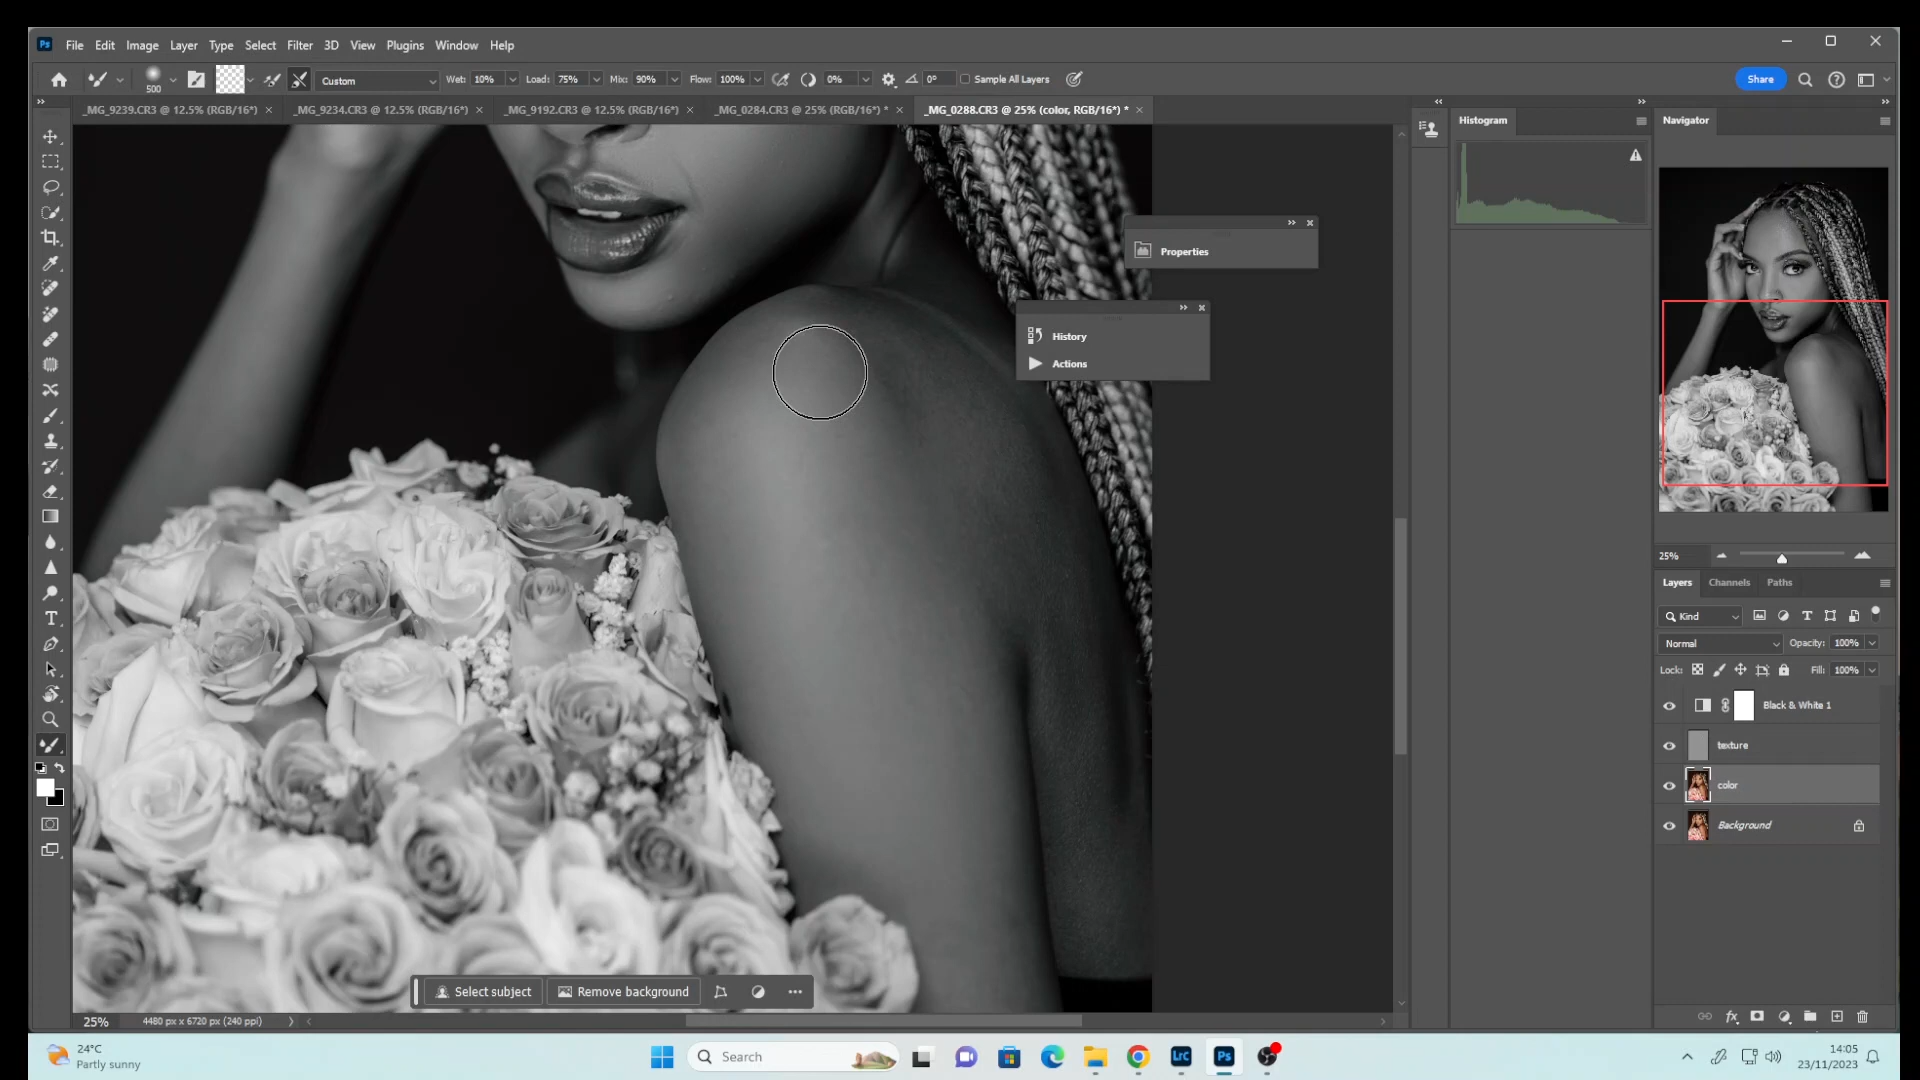 Ps File Edit Image Layer Type Select Filter 3D View Plugins Window Help
500 Custom Wet: 10% Load: 75% Mix: 90% Flow: 100% 0% 0° Sample All Layers Share
_MG_9239.CR3 @ 12.5% (RGB/16*) _MG_9234.CR3 @ 12.5% (RGB/16*) _MG_9192.CR3 @ 12.5% (RGB/16*) _MG_0284.CR3 @ 25% (RGB/16*) * _MG_0288.CR3 @ 25% (color, RGB/16*) *
Histogram
Navigator
Properties
History
Actions
25%
Layers Channels Paths
Kind
Normal Opacity: 100%
Lock: Fill: 100%
Black & White 1
texture
color
Background
Select subject Remove background
25% 4480 px x 6720 px (240 ppi)
24°C
Partly sunny
Search
Lrc
Ps
14:05
23/11/2023